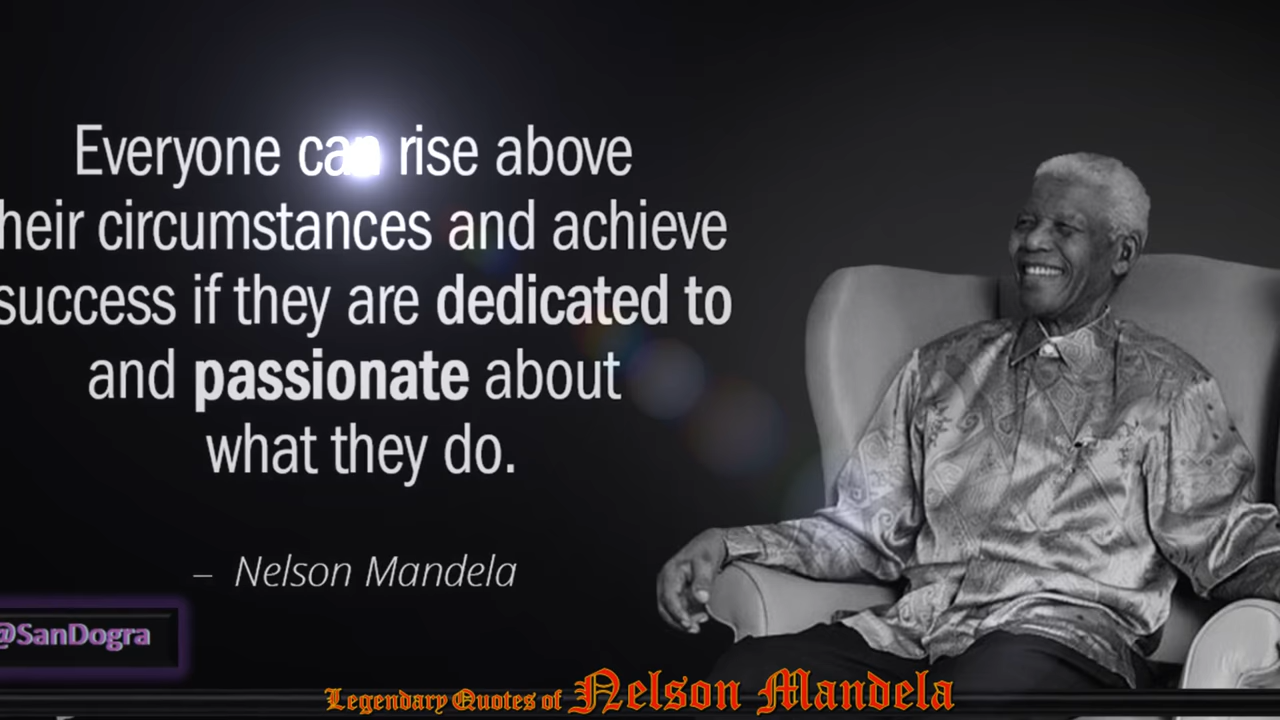 Everyone can rise above
heir circumstances and achieve
success if they are dedicated to
and passionate about
what they do.
– Nelson Mandela
@SanDogra
Legendary Quotes of Nelson Mandela